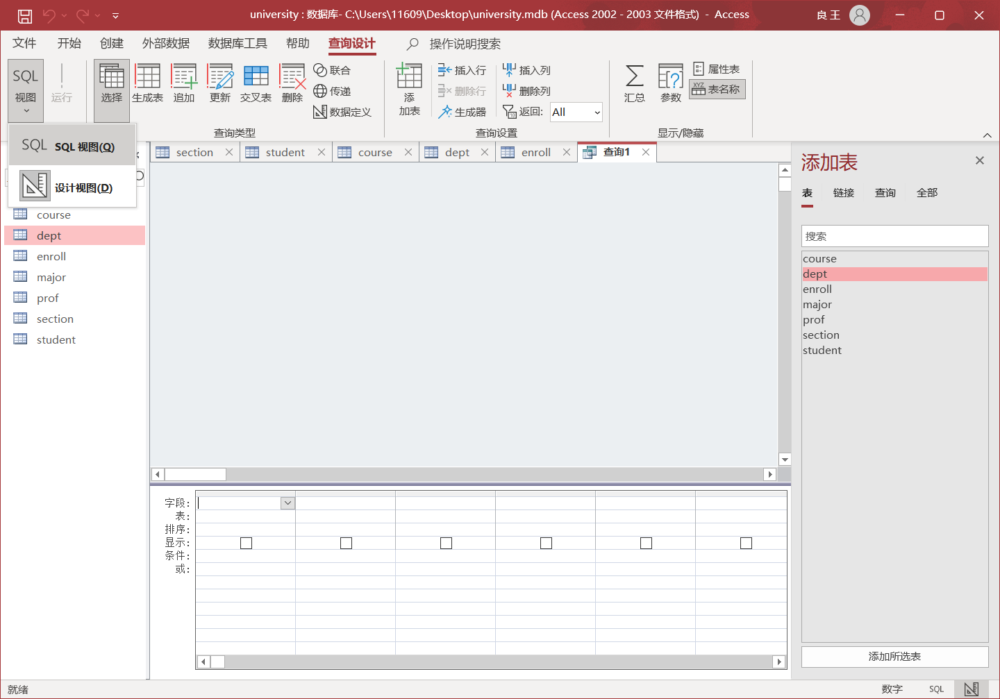 university : 数据库- C:\Users\11609\Desktop\university.mdb (Access 2002 - 2003 文件格式) - Access
良 王
文件 开始 创建 外部数据 数据库工具 帮助 查询设计 操作说明搜索
SQL
视图
运行
选择
生成表
追加
更新
交叉表
删除
联合
传递
数据定义
查询类型
添
加表
插入行
删除行
生成器
插入列
删除列
返回: All
查询设置
汇总
参数
属性表
XYZ 表名称
显示/隐藏
SQL SQL 视图(Q)
设计视图(D)
course
dept
enroll
major
prof
section
student
section student course dept enroll 查询1
字段:
表:
排序:
显示:
条件:
或:
添加表
表 链接 查询 全部
搜索
course
dept
enroll
major
prof
section
student
添加所选表
就绪
数字 SQL